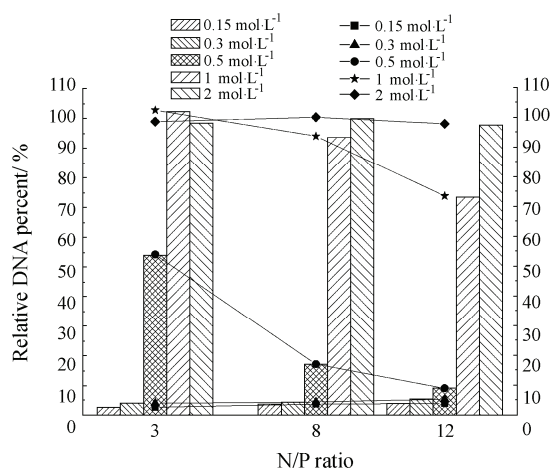 0.15 mol·L⁻¹ 0.15 mol·L⁻¹
0.3 mol·L⁻¹ 0.3 mol·L⁻¹
0.5 mol·L⁻¹ 0.5 mol·L⁻¹
1 mol·L⁻¹ 1 mol·L⁻¹
2 mol·L⁻¹ 2 mol·L⁻¹
110 110
100 100
90 90
80 80
70 70
60 60
50 50
40 40
30 30
20 20
10 10
0 0
Relative DNA percent/ %
3 8 12
N/P ratio